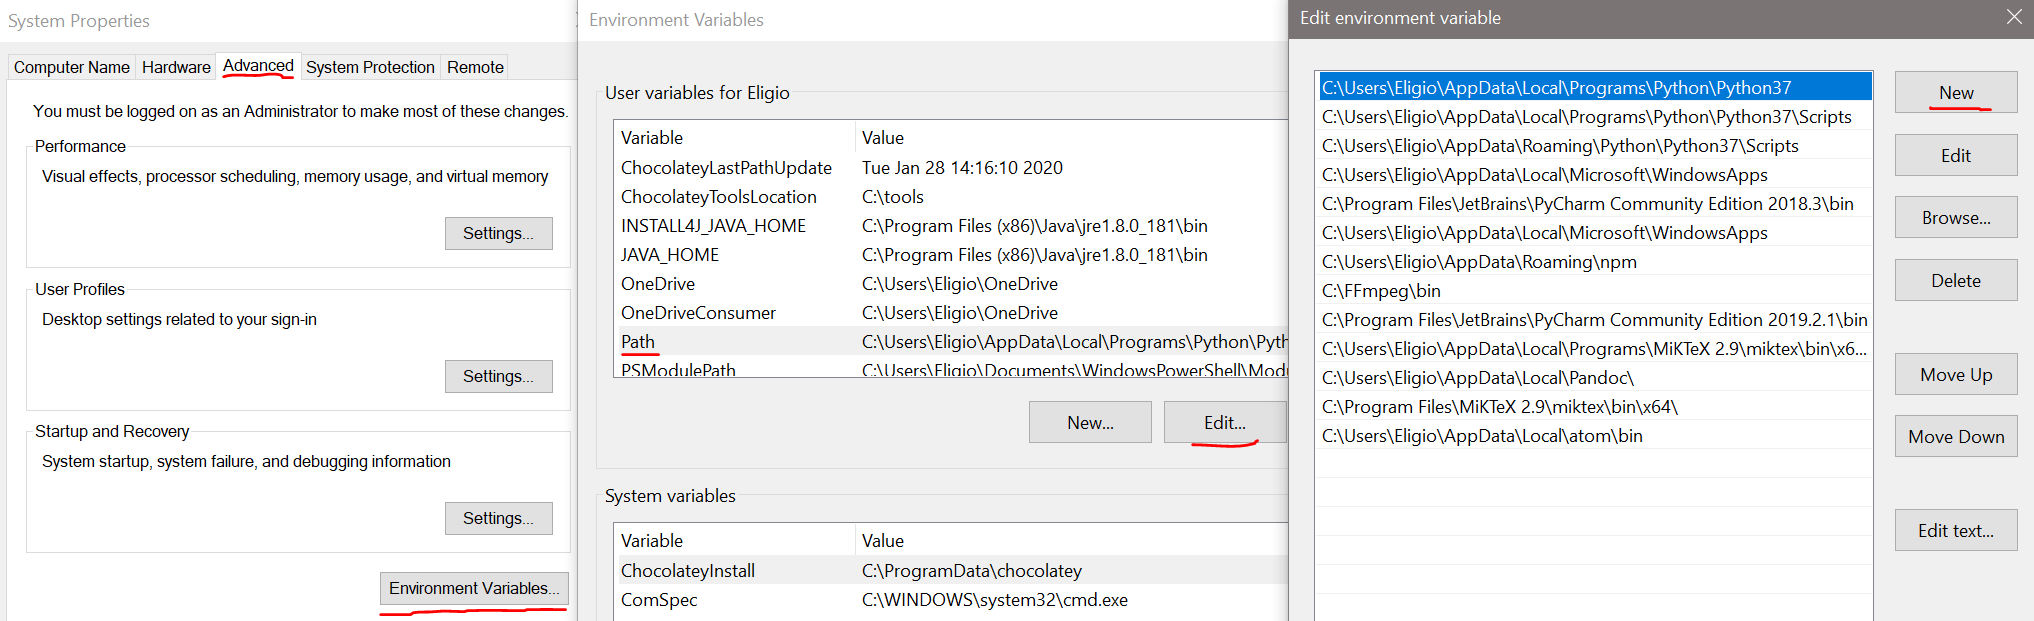 System Properties
Computer Name Hardware Advanced System Protection Remote
You must be logged on as an Administrator to make most of these changes.
Performance
Visual effects, processor scheduling, memory usage, and virtual memory
Settings...
User Profiles
Desktop settings related to your sign-in
Settings...
Startup and Recovery
System startup, system failure, and debugging information
Settings...
Environment Variables...
Environment Variables
User variables for Eligio
Variable Value
ChocolateyLastPathUpdate Tue Jan 28 14:16:10 2020
ChocolateyToolsLocation C:\tools
INSTALL4J_JAVA_HOME C:\Program Files (x86)\Java\jre1.8.0_181\bin
JAVA_HOME C:\Program Files (x86)\Java\jre1.8.0_181\bin
OneDrive C:\Users\Eligio\OneDrive
OneDriveConsumer C:\Users\Eligio\OneDrive
Path C:\Users\Eligio\AppData\Local\Programs\Python\Pyth
PSModulePath C:\Users\Eligio\Documents\WindowsPowerShell\Modu
New... Edit...
System variables
Variable Value
ChocolateyInstall C:\ProgramData\chocolatey
ComSpec C:\WINDOWS\system32\cmd.exe
Edit environment variable
C:\Users\Eligio\AppData\Local\Programs\Python\Python37
C:\Users\Eligio\AppData\Local\Programs\Python\Python37\Scripts
C:\Users\Eligio\AppData\Roaming\Python\Python37\Scripts
C:\Users\Eligio\AppData\Local\Microsoft\WindowsApps
C:\Program Files\JetBrains\PyCharm Community Edition 2018.3\bin
C:\Users\Eligio\AppData\Local\Microsoft\WindowsApps
C:\Users\Eligio\AppData\Roaming\npm
C:\FFmpeg\bin
C:\Program Files\JetBrains\PyCharm Community Edition 2019.2.1\bin
C:\Users\Eligio\AppData\Local\Programs\MiKTeX 2.9\miktex\bin\x6...
C:\Users\Eligio\AppData\Local\Pandoc\
C:\Program Files\MiKTeX 2.9\miktex\bin\x64\
C:\Users\Eligio\AppData\Local\atom\bin
New
Edit
Browse...
Delete
Move Up
Move Down
Edit text...